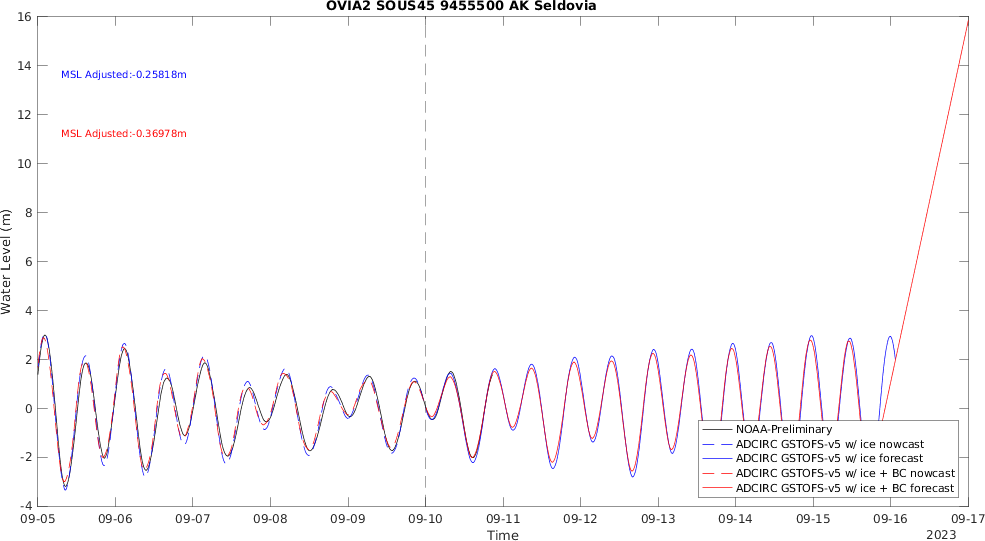 OVIA2 SOUS45 9455500 AK Seldovia
16
14
12
10
8
6
4
2
0
-2
-4
Water Level (m)
MSL Adjusted:-0.25818m
MSL Adjusted:-0.36978m
NOAA-Preliminary
ADCIRC GSTOFS-v5 w/ ice nowcast
ADCIRC GSTOFS-v5 w/ ice forecast
ADCIRC GSTOFS-v5 w/ ice + BC nowcast
ADCIRC GSTOFS-v5 w/ ice + BC forecast
09-05 09-06 09-07 09-08 09-09 09-10 09-11 09-12 09-13 09-14 09-15 09-16 09-17
Time
2023